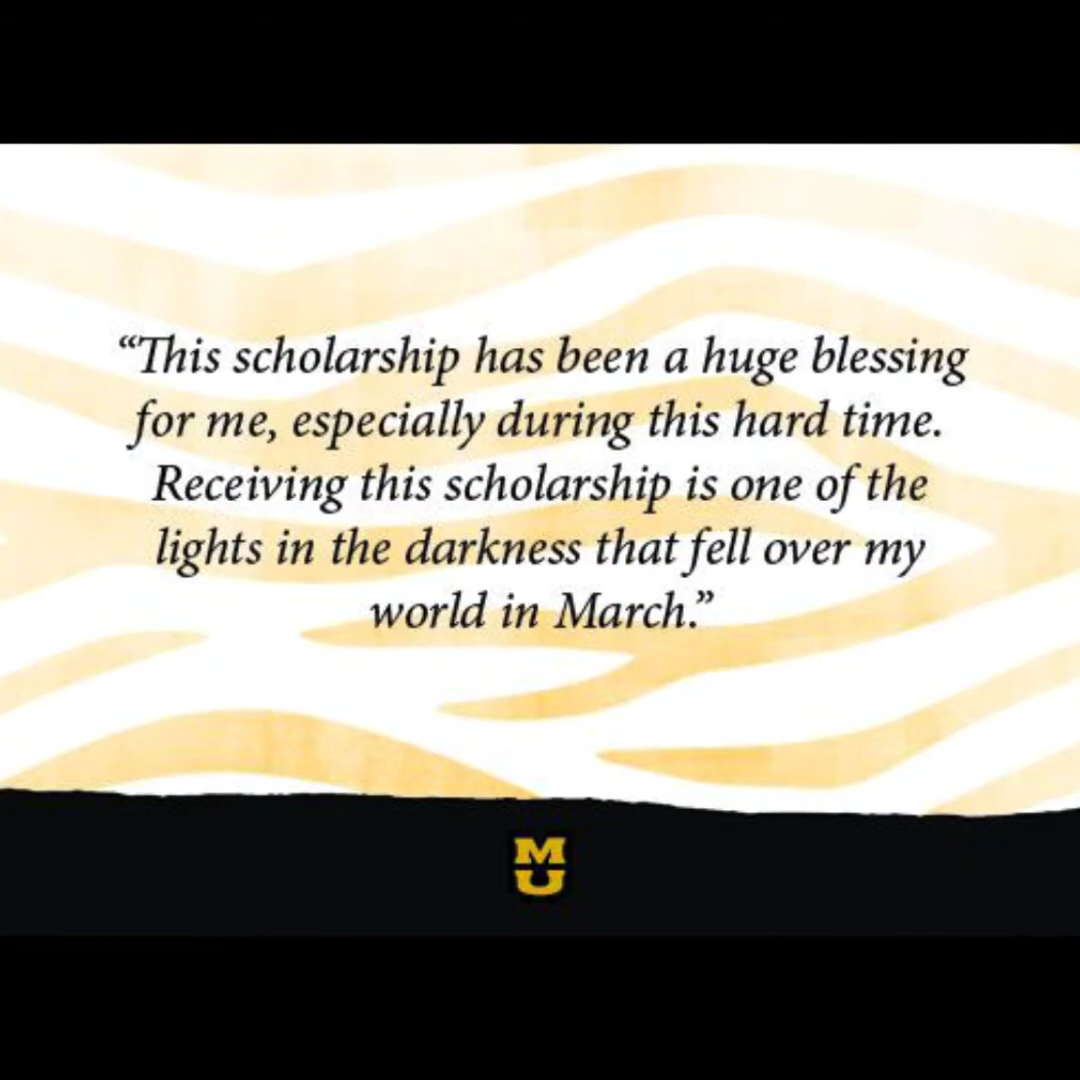 “This scholarship has been a huge blessing
for me, especially during this hard time.
Receiving this scholarship is one of the
lights in the darkness that fell over my
world in March.”
M
U